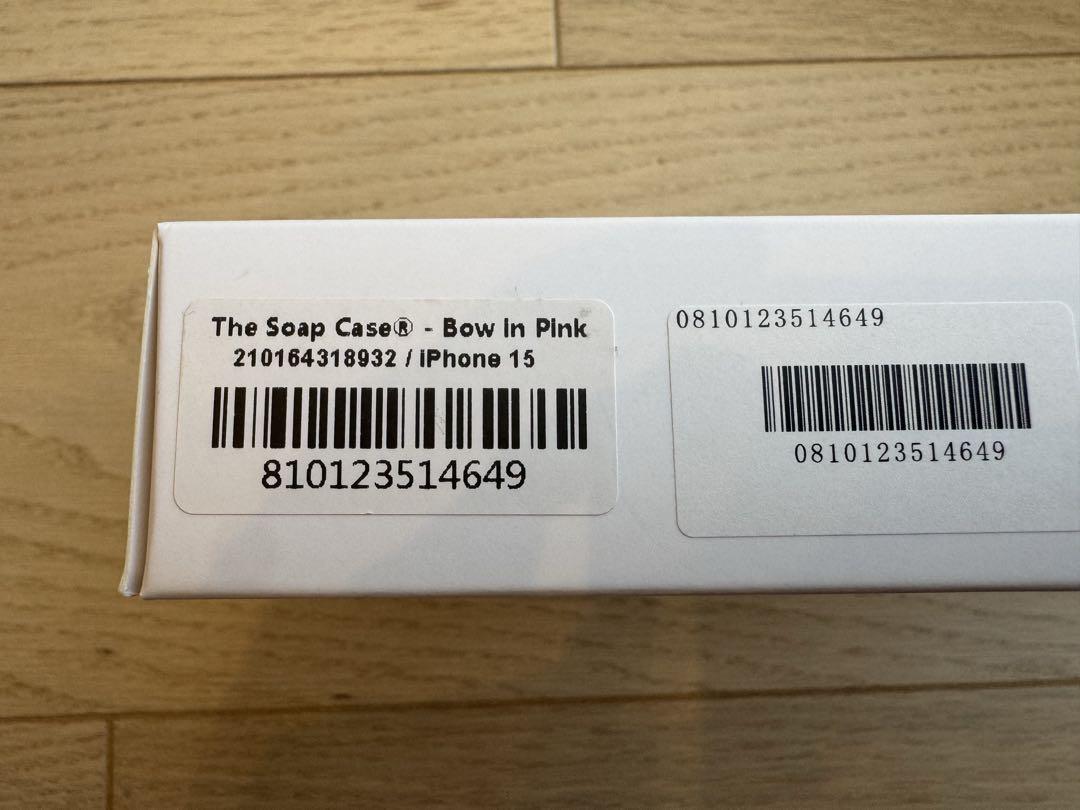 The Soap Case® - Bow in Pink
210164318932 / iPhone 15
810123514649
0810123514649
0810123514649